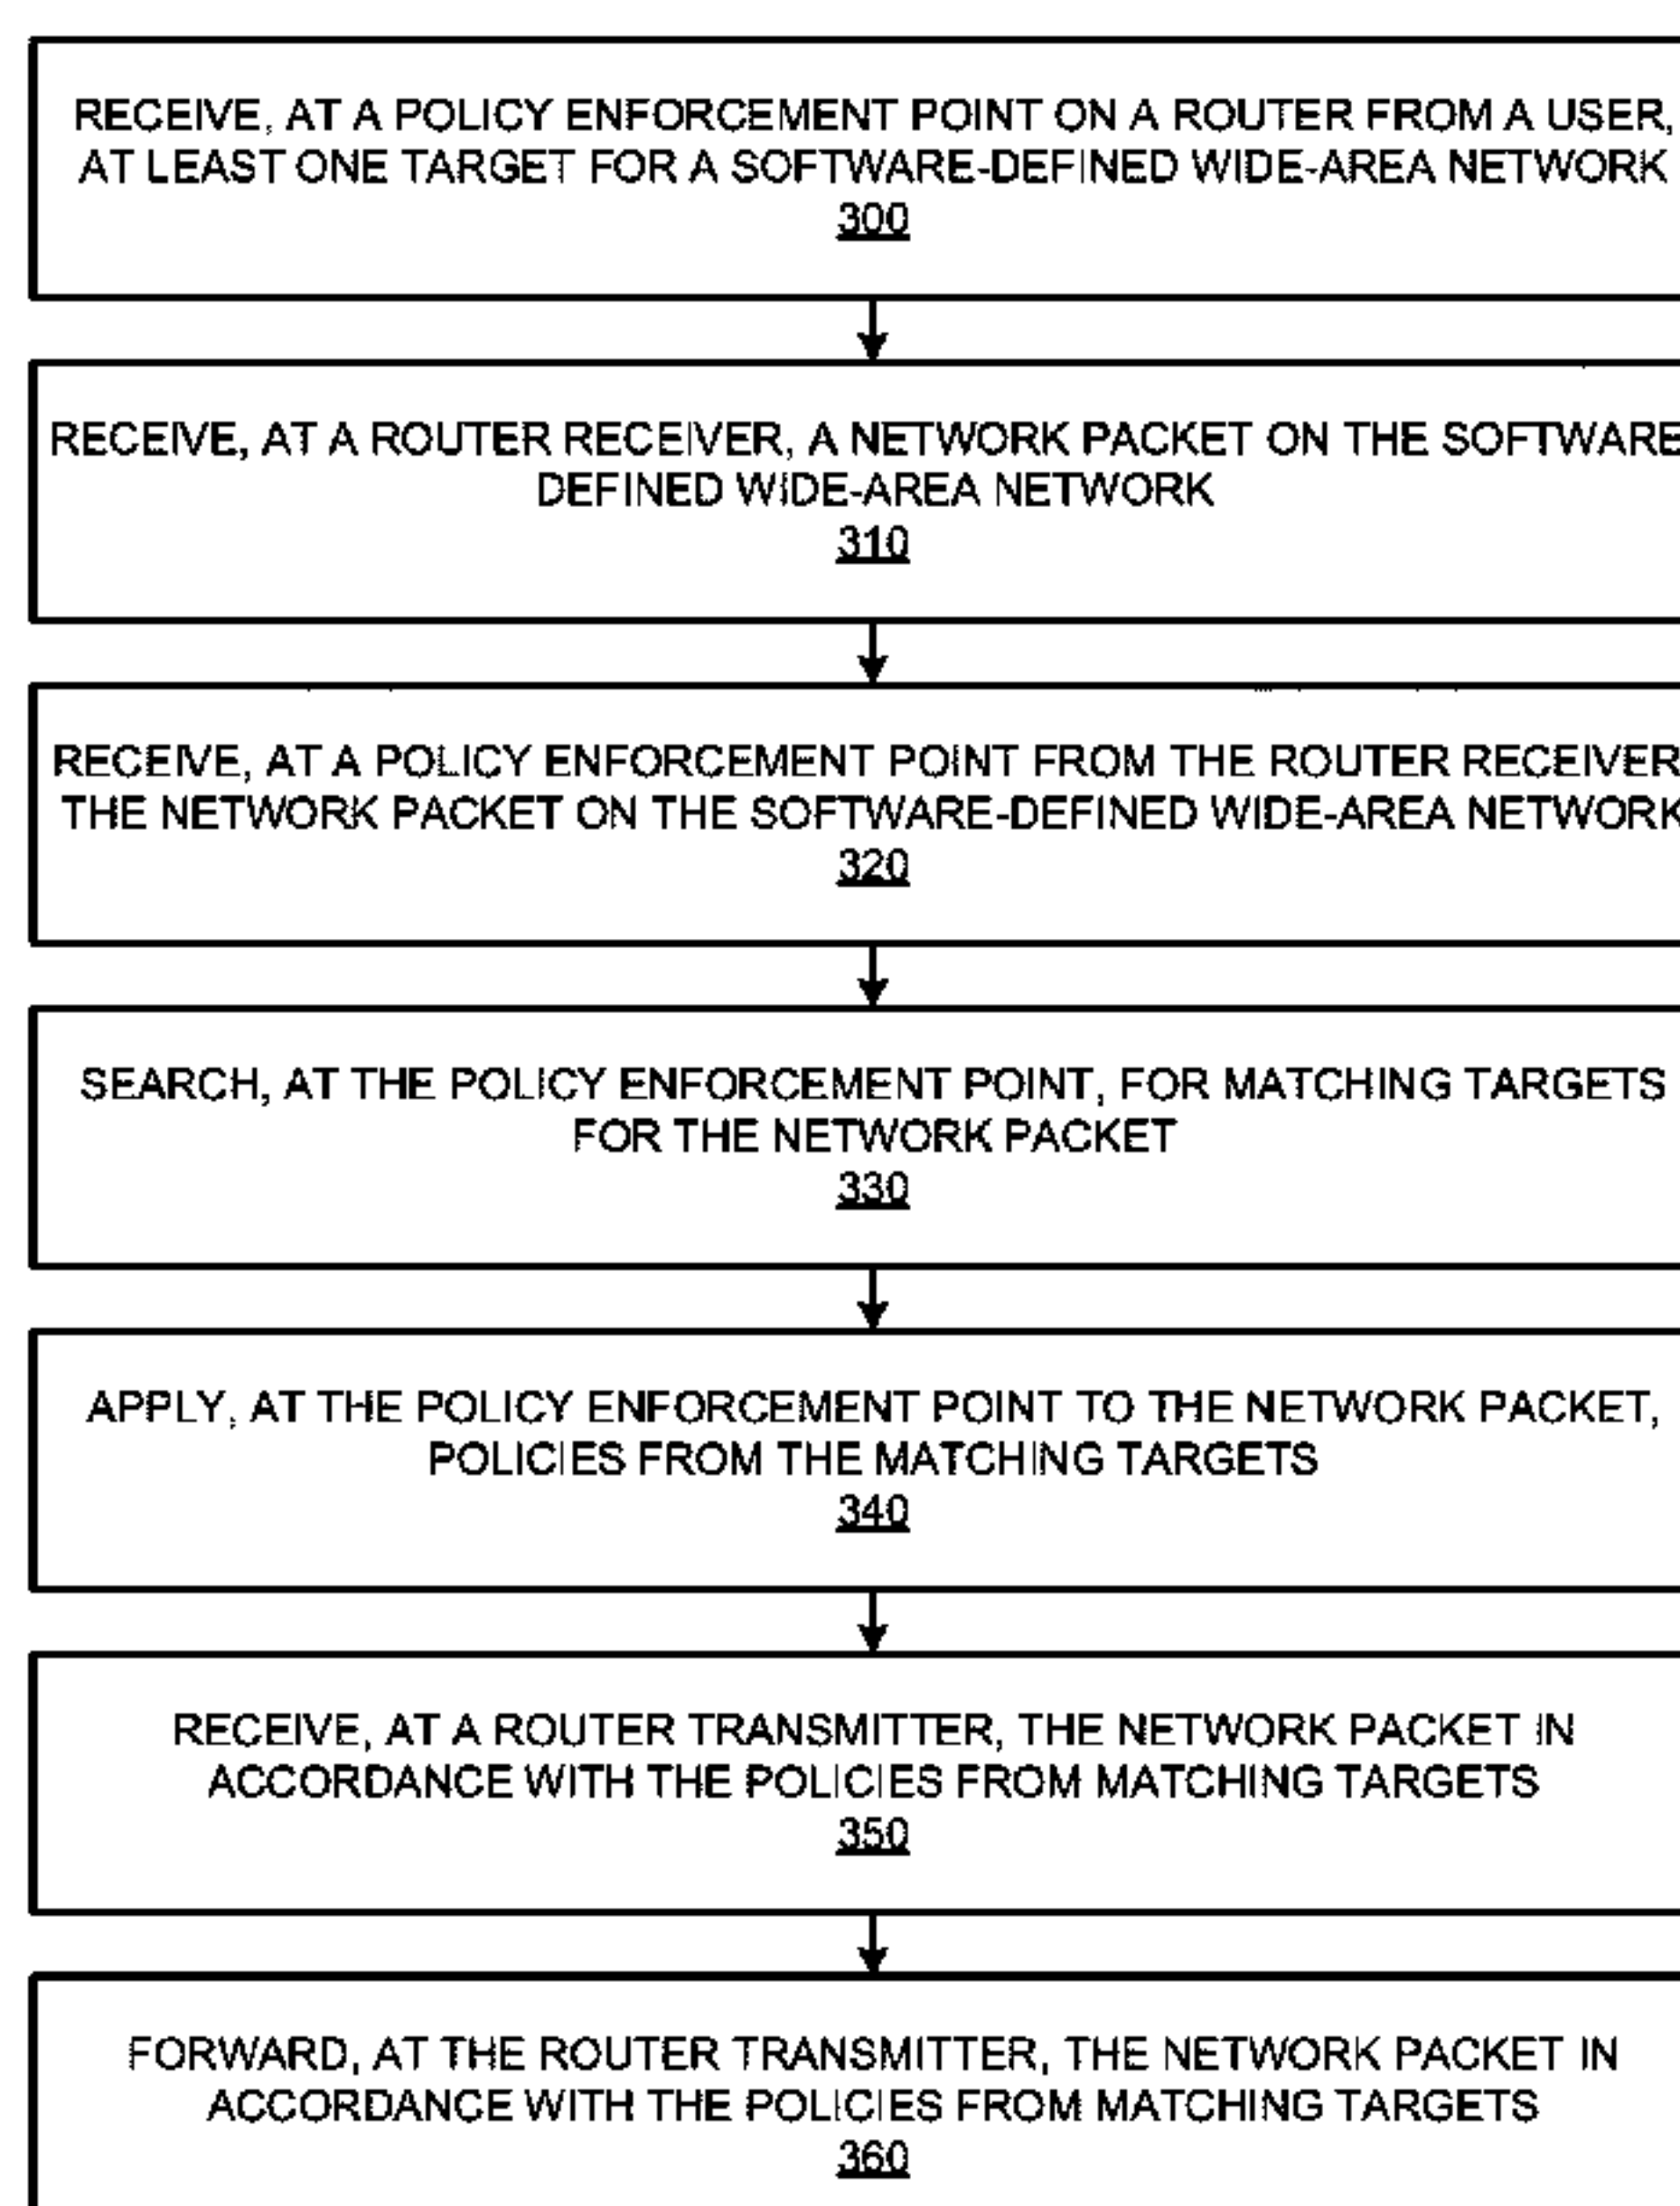 RECEIVE, AT A POLICY ENFORCEMENT POINT ON A ROUTER FROM A USER,
AT LEAST ONE TARGET FOR A SOFTWARE-DEFINED WIDE-AREA NETWORK
300
RECEIVE, AT A ROUTER RECEIVER, A NETWORK PACKET ON THE SOFTWARE
DEFINED WIDE-AREA NETWORK
310
RECEIVE, AT A POLICY ENFORCEMENT POINT FROM THE ROUTER RECEIVER
THE NETWORK PACKET ON THE SOFTWARE-DEFINED WIDE-AREA NETWORK
320
SEARCH, AT THE POLICY ENFORCEMENT POINT, FOR MATCHING TARGETS
FOR THE NETWORK PACKET
330
APPLY, AT THE POLICY ENFORCEMENT POINT TO THE NETWORK PACKET,
POLICIES FROM THE MATCHING TARGETS
340
RECEIVE, AT A ROUTER TRANSMITTER, THE NETWORK PACKET IN
ACCORDANCE WITH THE POLICIES FROM MATCHING TARGETS
350
FORWARD, AT THE ROUTER TRANSMITTER, THE NETWORK PACKET IN
ACCORDANCE WITH THE POLICIES FROM MATCHING TARGETS
360